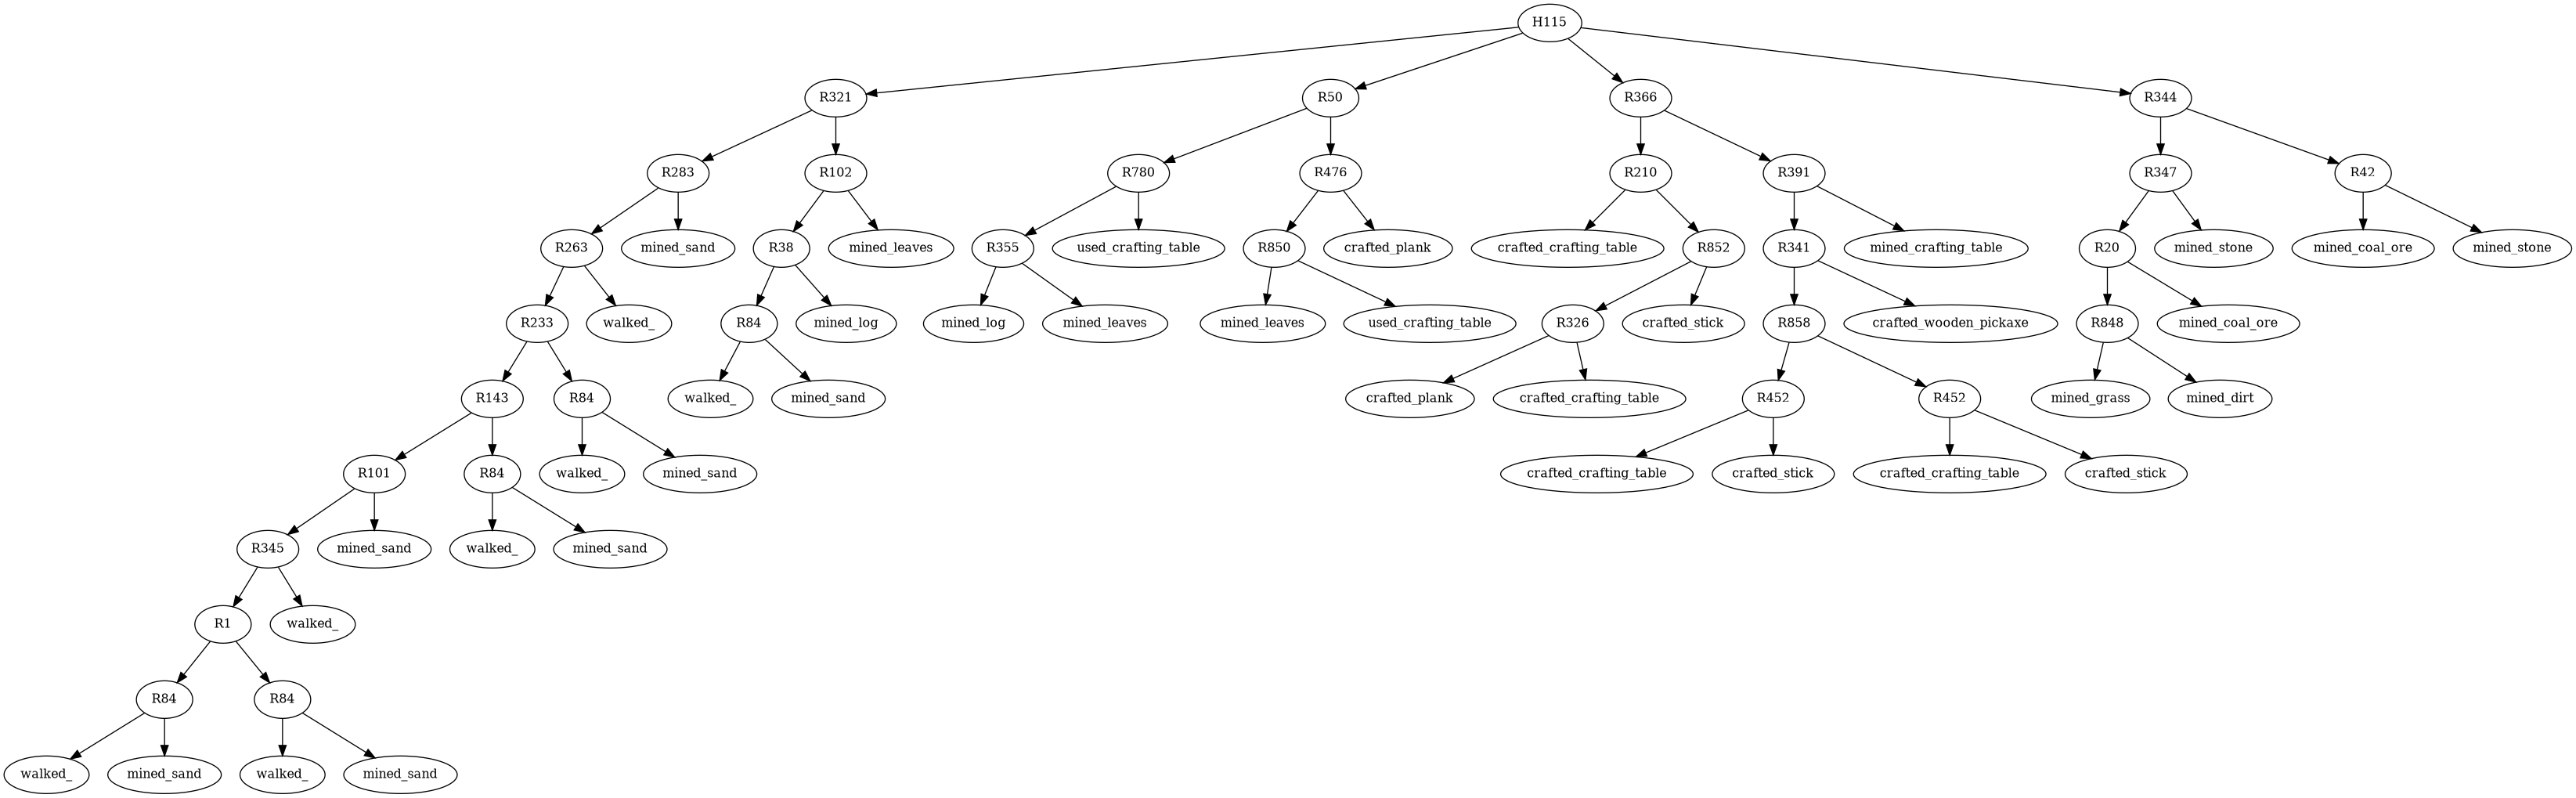 H115
R321
R50
R366
R344
R283
R102
R780
R476
R210
R391
R347
R42
R263
mined_sand
R38
mined_leaves
R355
used_crafting_table
R850
crafted_plank
crafted_crafting_table
R852
R341
mined_crafting_table
R20
mined_stone
mined_coal_ore
mined_stone
R233
walked_
R84
mined_log
mined_log
mined_leaves
mined_leaves
used_crafting_table
R326
crafted_stick
R858
crafted_wooden_pickaxe
R848
mined_coal_ore
R143
R84
walked_
mined_sand
crafted_plank
crafted_crafting_table
R452
R452
mined_grass
mined_dirt
R101
R84
walked_
mined_sand
crafted_crafting_table
crafted_stick
crafted_crafting_table
crafted_stick
R345
mined_sand
walked_
mined_sand
R1
walked_
R84
R84
walked_
mined_sand
walked_
mined_sand